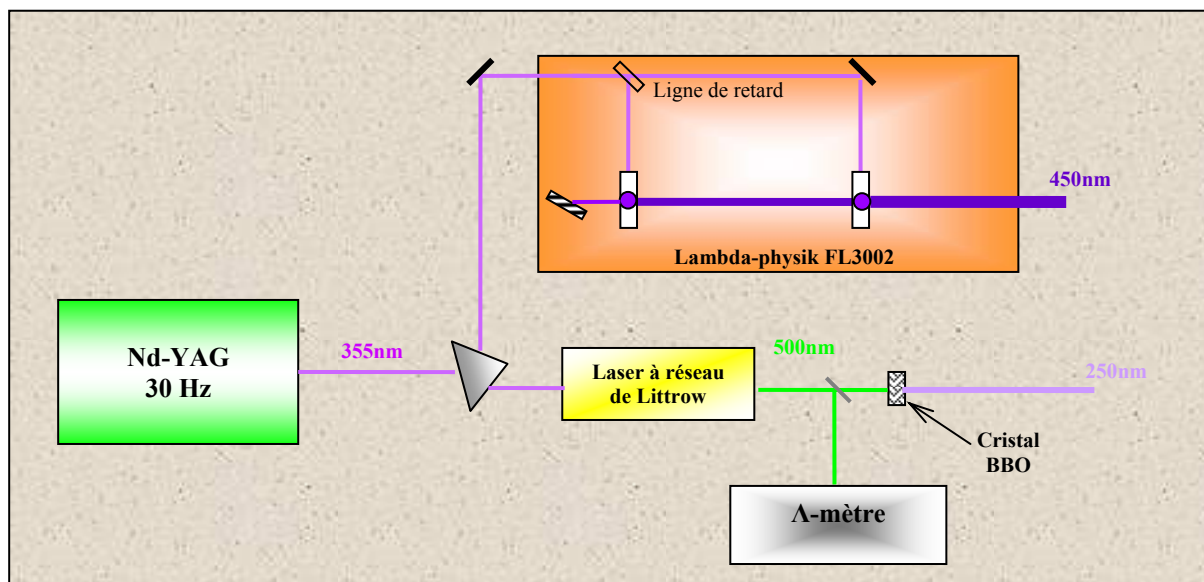 Ligne de retard
450nm
Lambda-physik FL3002
Nd-YAG
30 Hz
355nm
Laser à réseau
de Littrow
500nm
250nm
Cristal
BBO
Λ-mètre